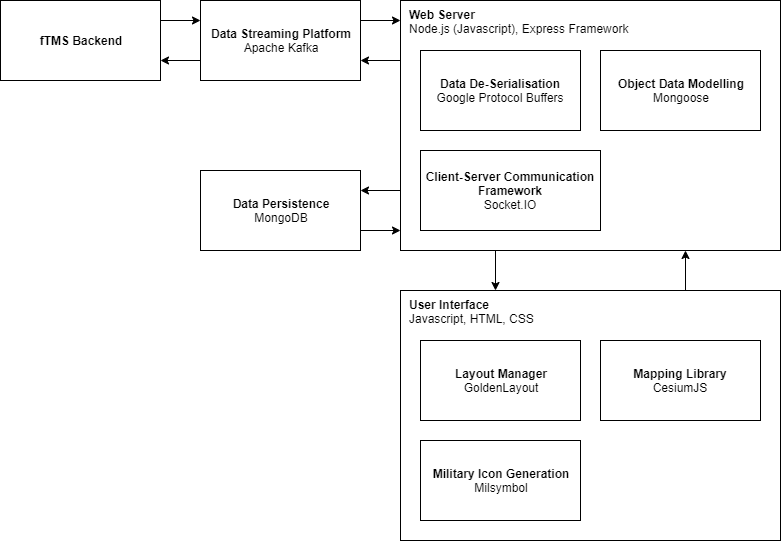 fTMS Backend
Data Streaming Platform
Apache Kafka
Web Server
Node.js (Javascript), Express Framework
Data De-Serialisation
Google Protocol Buffers
Object Data Modelling
Mongoose
Client-Server Communication
Framework
Socket.IO
Data Persistence
MongoDB
User Interface
Javascript, HTML, CSS
Layout Manager
GoldenLayout
Mapping Library
CesiumJS
Military Icon Generation
Milsymbol